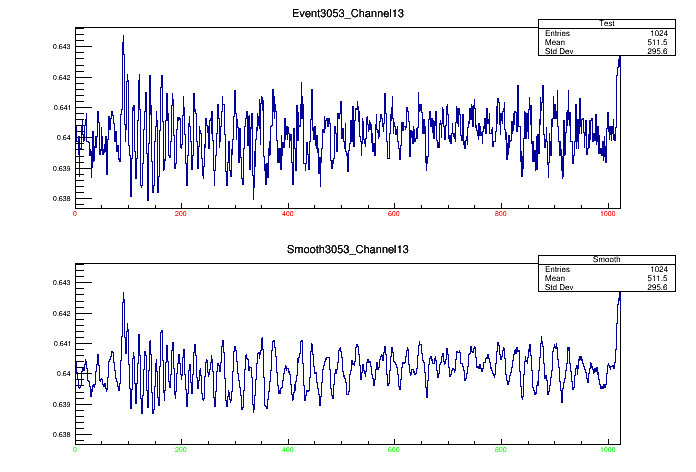 Event3053_Channel13
Test
Entries 1024
Mean 511.5
Std Dev 295.6
0.643
0.642
0.641
0.64
0.639
0.638
0 200 400 600 800 1000
Smooth3053_Channel13
Smooth
Entries 1024
Mean 511.5
Std Dev 295.6
0.643
0.642
0.641
0.64
0.639
0.638
0 200 400 600 800 1000